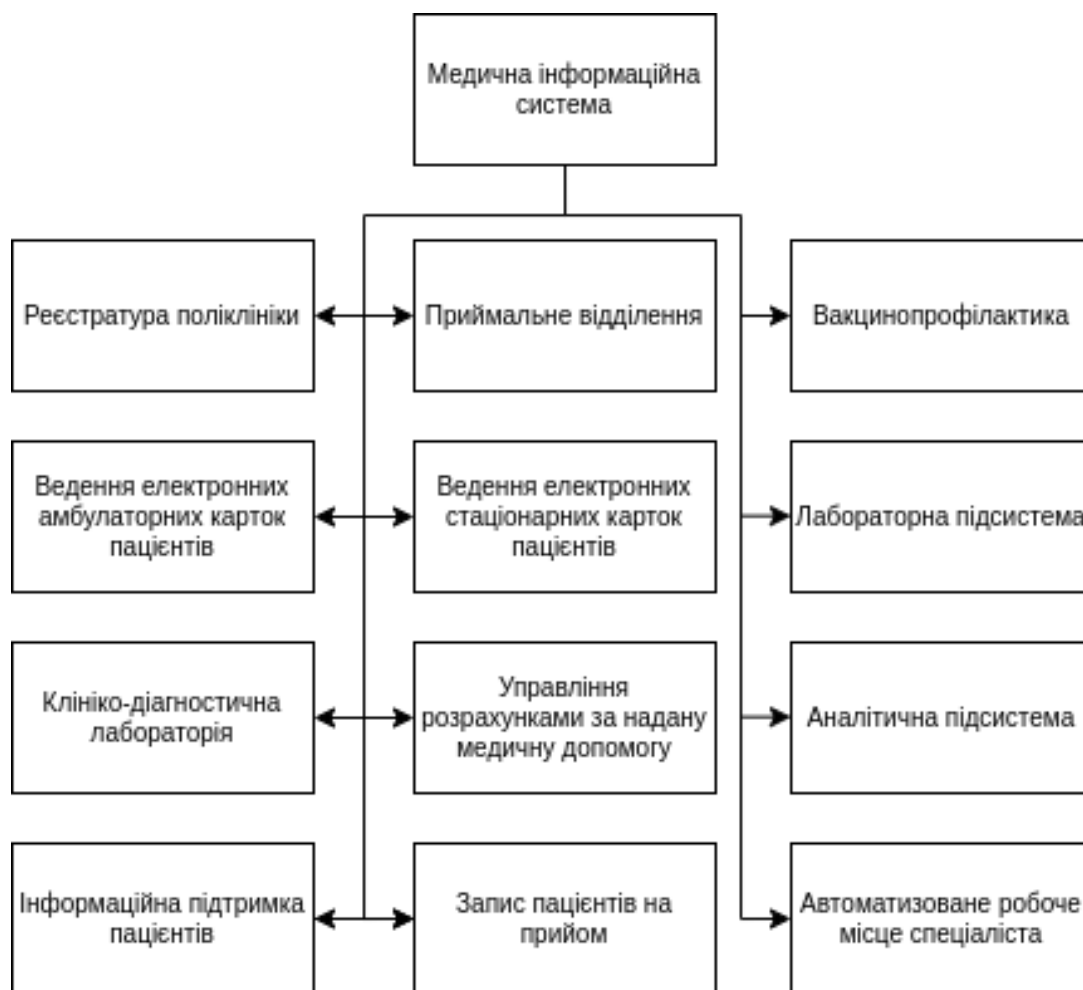 Медична інформаційна
система
Реєстратура поліклініки
Приймальне відділення
Вакцинопрофілактика
Ведення електронних
амбулаторних карток
пацієнтів
Ведення електронних
стаціонарних карток
пацієнтів
Лабораторна підсистема
Клініко-діагностична
лабораторія
Управління
розрахунками за надану
медичну допомогу
Аналітична підсистема
Інформаційна підтримка
пацієнтів
Запис пацієнтів на
прийом
Автоматизоване робоче
місце спеціаліста